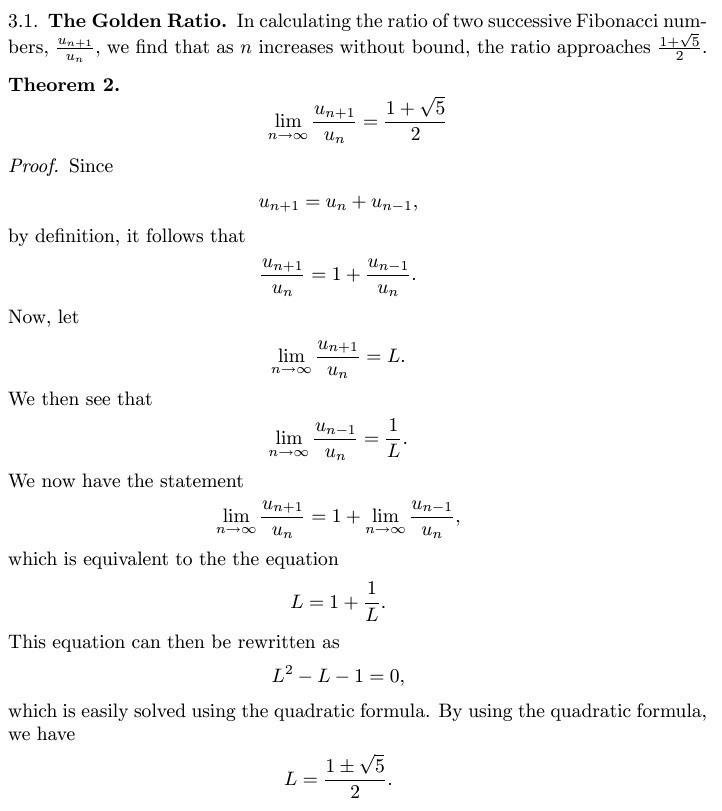 3.1. The Golden Ratio. In calculating the ratio of two successive Fibonacci num-
bers, $\frac{u_{n+1}}{u_n}$, we find that as $n$ increases without bound, the ratio approaches $\frac{1+\sqrt{5}}{2}$.
Theorem 2.
$\lim_{n\to\infty} \frac{u_{n+1}}{u_n} = \frac{1+\sqrt{5}}{2}$
Proof. Since
$u_{n+1} = u_n + u_{n-1},$
by definition, it follows that
$\frac{u_{n+1}}{u_n} = 1 + \frac{u_{n-1}}{u_n}.$
Now, let
$\lim_{n\to\infty} \frac{u_{n+1}}{u_n} = L.$
We then see that
$\lim_{n\to\infty} \frac{u_{n-1}}{u_n} = \frac{1}{L}.$
We now have the statement
$\lim_{n\to\infty} \frac{u_{n+1}}{u_n} = 1 + \lim_{n\to\infty} \frac{u_{n-1}}{u_n},$
which is equivalent to the the equation
$L = 1 + \frac{1}{L}.$
This equation can then be rewritten as
$L^2 - L - 1 = 0,$
which is easily solved using the quadratic formula. By using the quadratic formula,
we have
$L = \frac{1 \pm \sqrt{5}}{2}.$